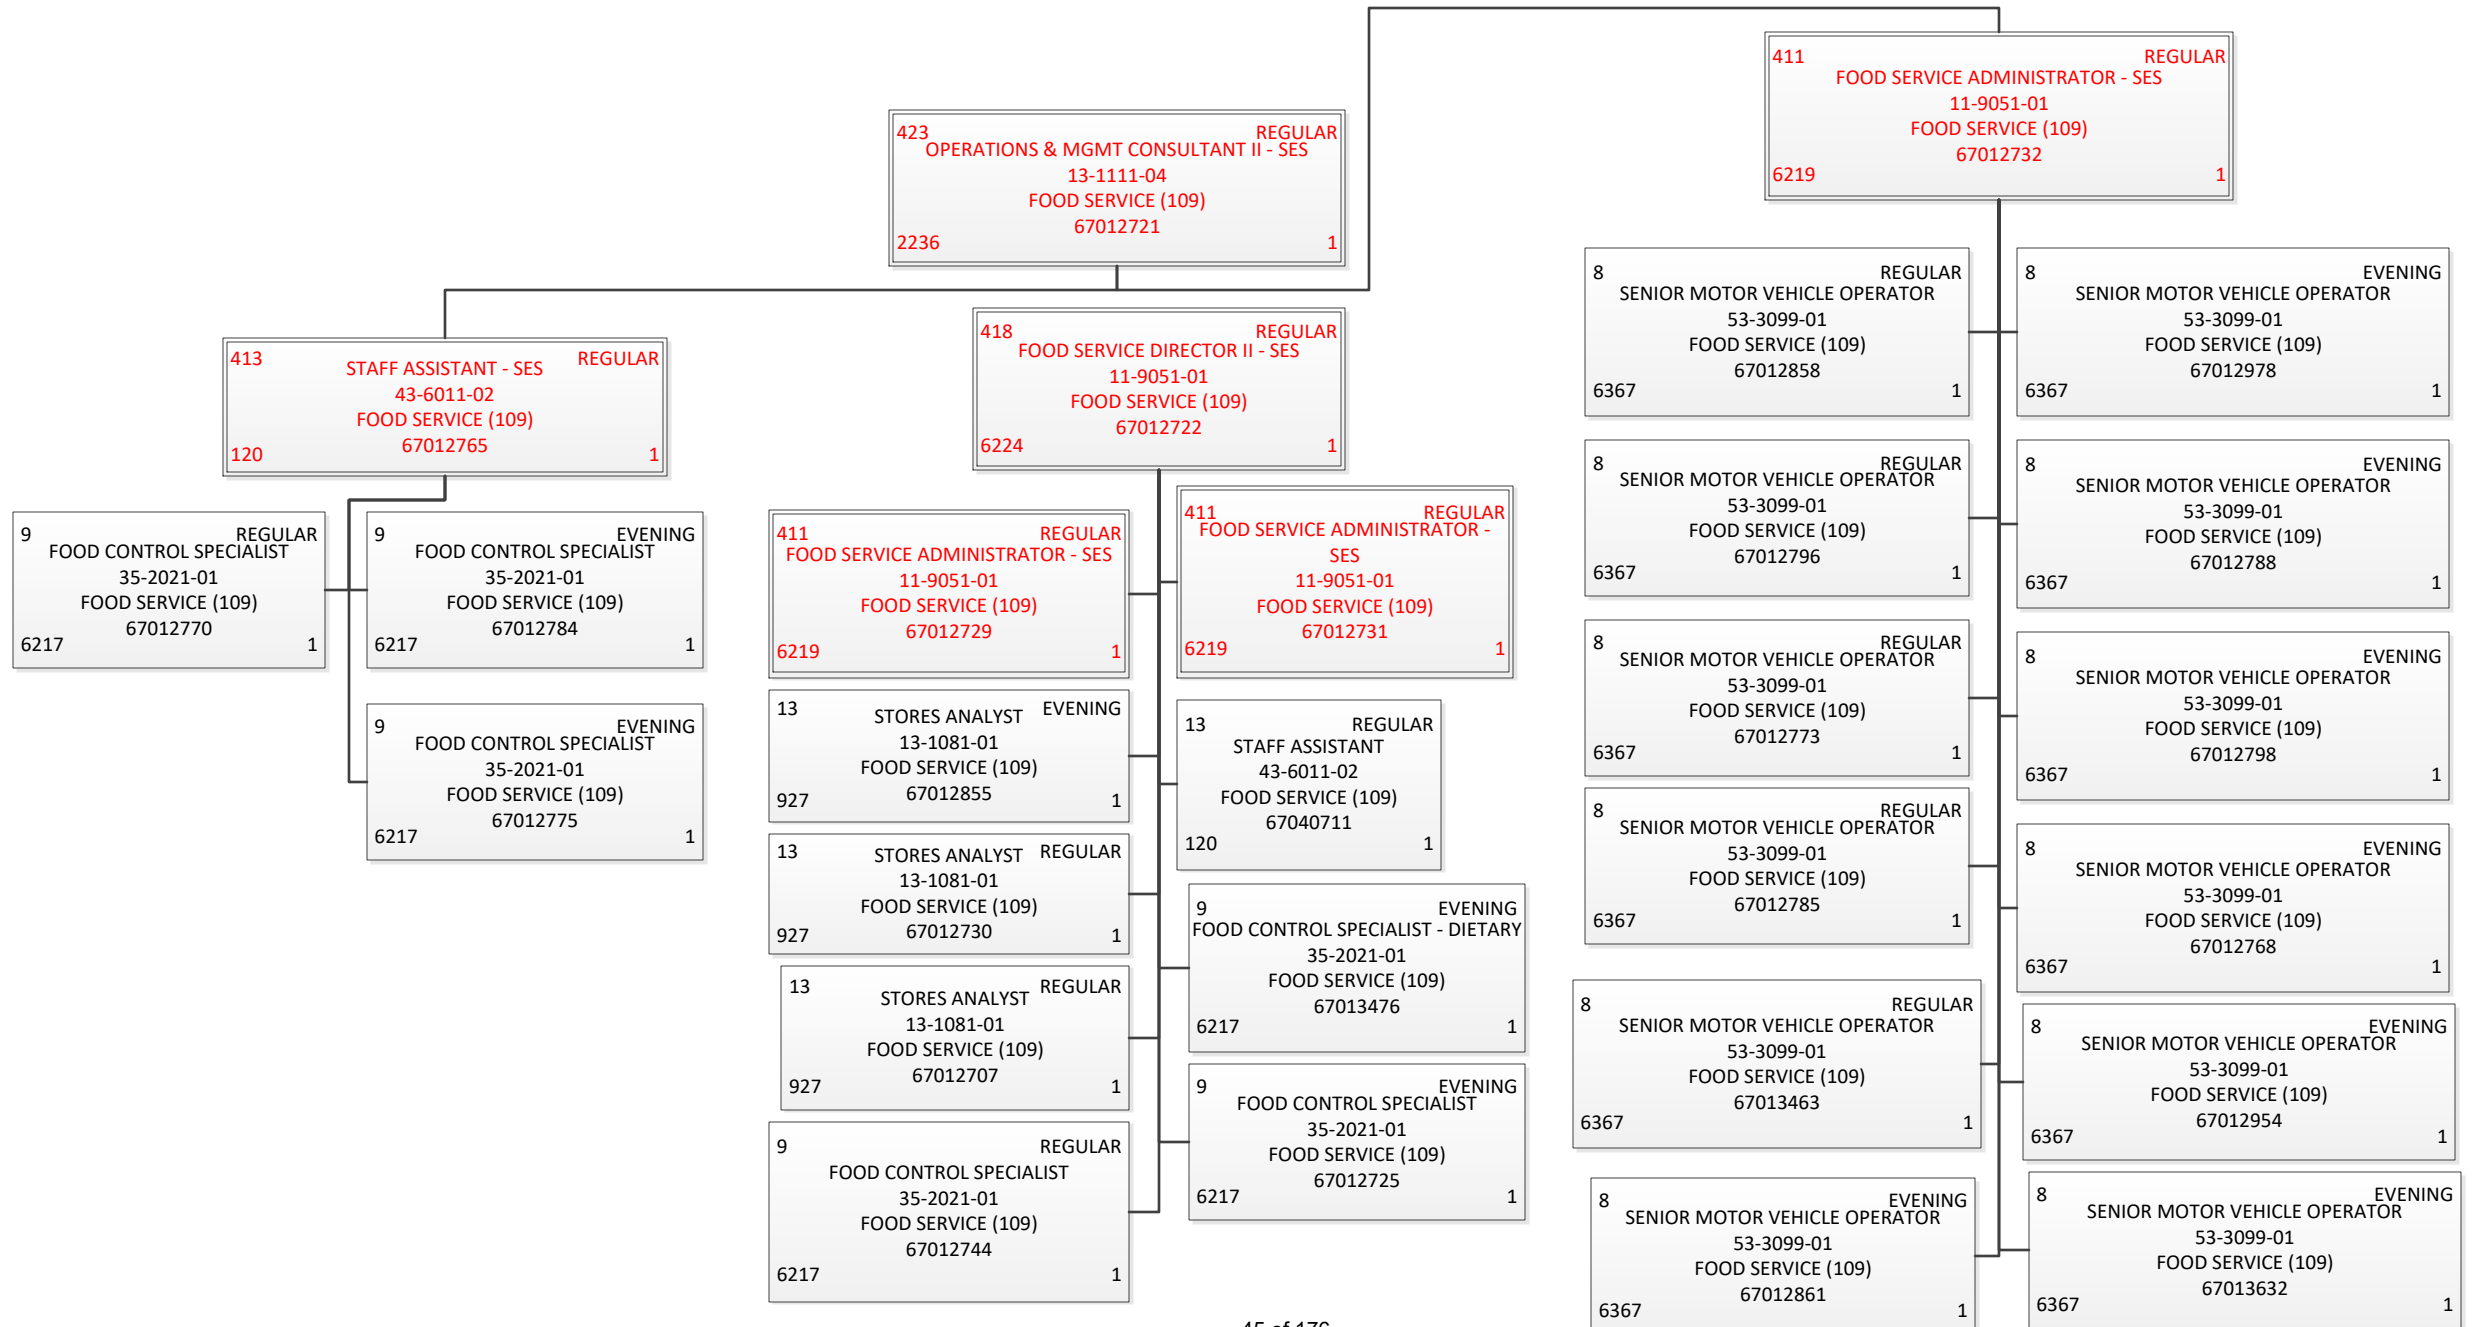 411 REGULAR
FOOD SERVICE ADMINISTRATOR - SES
11-9051-01
FOOD SERVICE (109)
67012732
6219 1
423 REGULAR
OPERATIONS & MGMT CONSULTANT II - SES
13-1111-04
FOOD SERVICE (109)
67012721
2236 1
413 REGULAR
STAFF ASSISTANT - SES
43-6011-02
FOOD SERVICE (109)
67012765
120 1
9 REGULAR
FOOD CONTROL SPECIALIST
35-2021-01
FOOD SERVICE (109)
67012770
6217 1
9 EVENING
FOOD CONTROL SPECIALIST
35-2021-01
FOOD SERVICE (109)
67012784
6217 1
9 EVENING
FOOD CONTROL SPECIALIST
35-2021-01
FOOD SERVICE (109)
67012775
6217 1
418 REGULAR
FOOD SERVICE DIRECTOR II - SES
11-9051-01
FOOD SERVICE (109)
67012722
6224 1
411 REGULAR
FOOD SERVICE ADMINISTRATOR - SES
11-9051-01
FOOD SERVICE (109)
67012729
6219 1
411 REGULAR
FOOD SERVICE ADMINISTRATOR -
SES
11-9051-01
FOOD SERVICE (109)
67012731
6219 1
13 EVENING
STORES ANALYST
13-1081-01
FOOD SERVICE (109)
67012855
927 1
13 REGULAR
STAFF ASSISTANT
43-6011-02
FOOD SERVICE (109)
67040711
120 1
13 REGULAR
STORES ANALYST
13-1081-01
FOOD SERVICE (109)
67012730
927 1
9 EVENING
FOOD CONTROL SPECIALIST - DIETARY
35-2021-01
FOOD SERVICE (109)
67013476
6217 1
13 REGULAR
STORES ANALYST
13-1081-01
FOOD SERVICE (109)
67012707
927 1
9 EVENING
FOOD CONTROL SPECIALIST
35-2021-01
FOOD SERVICE (109)
67012725
6217 1
9 REGULAR
FOOD CONTROL SPECIALIST
35-2021-01
FOOD SERVICE (109)
67012744
6217 1
8 REGULAR
SENIOR MOTOR VEHICLE OPERATOR
53-3099-01
FOOD SERVICE (109)
67012858
6367 1
8 EVENING
SENIOR MOTOR VEHICLE OPERATOR
53-3099-01
FOOD SERVICE (109)
67012978
6367 1
8 REGULAR
SENIOR MOTOR VEHICLE OPERATOR
53-3099-01
FOOD SERVICE (109)
67012796
6367 1
8 EVENING
SENIOR MOTOR VEHICLE OPERATOR
53-3099-01
FOOD SERVICE (109)
67012788
6367 1
8 REGULAR
SENIOR MOTOR VEHICLE OPERATOR
53-3099-01
FOOD SERVICE (109)
67012773
6367 1
8 EVENING
SENIOR MOTOR VEHICLE OPERATOR
53-3099-01
FOOD SERVICE (109)
67012798
6367 1
8 REGULAR
SENIOR MOTOR VEHICLE OPERATOR
53-3099-01
FOOD SERVICE (109)
67012785
6367 1
8 EVENING
SENIOR MOTOR VEHICLE OPERATOR
53-3099-01
FOOD SERVICE (109)
67012768
6367 1
8 REGULAR
SENIOR MOTOR VEHICLE OPERATOR
53-3099-01
FOOD SERVICE (109)
67013463
6367 1
8 EVENING
SENIOR MOTOR VEHICLE OPERATOR
53-3099-01
FOOD SERVICE (109)
67012954
6367 1
8 EVENING
SENIOR MOTOR VEHICLE OPERATOR
53-3099-01
FOOD SERVICE (109)
67012861
6367 1
8 EVENING
SENIOR MOTOR VEHICLE OPERATOR
53-3099-01
FOOD SERVICE (109)
67013632
6367 1
45 of 176